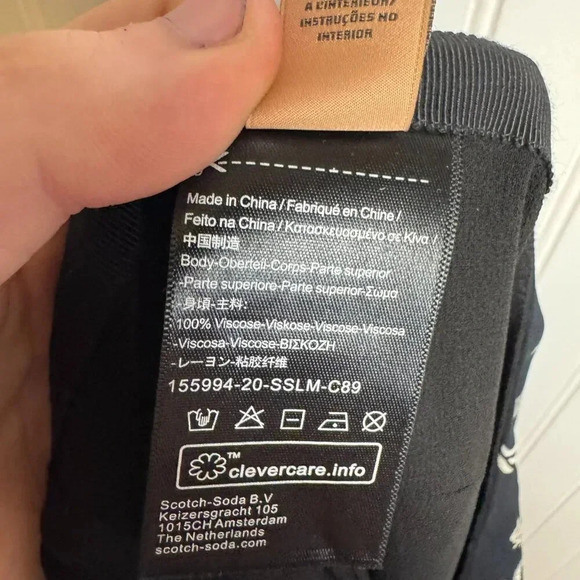 A L'INTÉRIEUR/
INSTRUÇÕES NO
INTERIOR
Made in China / Fabriqué en Chine /
Feito na China / Κατασκευασμένο σε Κίνα /
中国制造
Body-Oberteil-Corps-Parte superior
-Parte superiore-Parte superior-Σώμα
-身頃-主料·
100% Viscose-Viskose-Viscose-Viscosa
-Viscosa-Viscose-ΒΙΣΚΟΖΗ
-レーヨン-粘胶纤维
155994-20-SSLM-C89
™ clevercare.info
Scotch-Soda B.V
Keizersgracht 105
1015CH Amsterdam
The Netherlands
scotch-soda.com